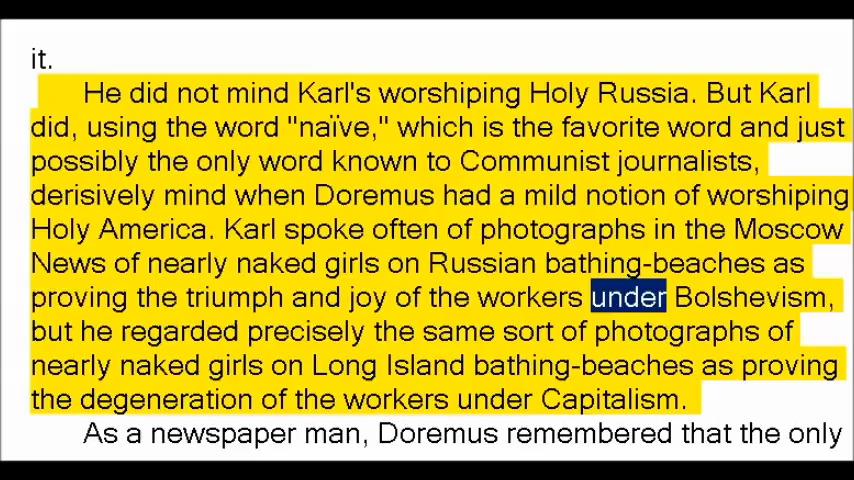 it.
He did not mind Karl's worshiping Holy Russia. But Karl
did, using the word "naïve," which is the favorite word and just
possibly the only word known to Communist journalists,
derisively mind when Doremus had a mild notion of worshiping
Holy America. Karl spoke often of photographs in the Moscow
News of nearly naked girls on Russian bathing-beaches as
proving the triumph and joy of the workers under Bolshevism,
but he regarded precisely the same sort of photographs of
nearly naked girls on Long Island bathing-beaches as proving
the degeneration of the workers under Capitalism.
As a newspaper man, Doremus remembered that the only